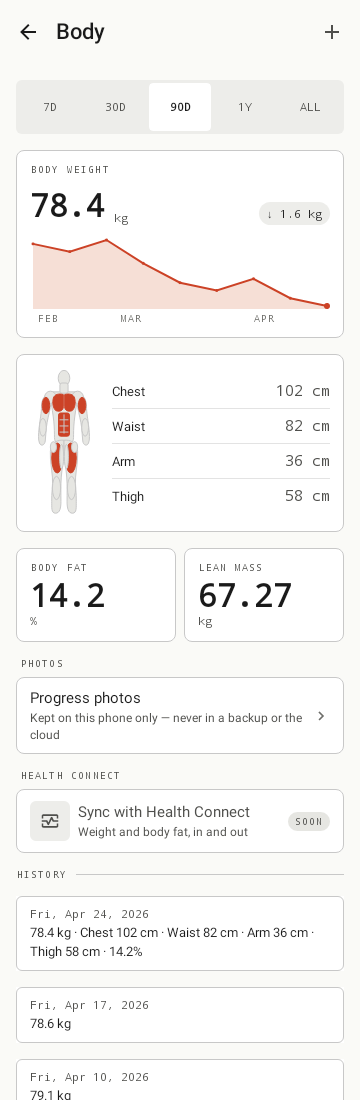 Body
7D 30D 90D 1Y ALL
BODY WEIGHT
78.4 kg
↓ 1.6 kg
FEB MAR APR
Chest 102 cm
Waist 82 cm
Arm 36 cm
Thigh 58 cm
BODY FAT
14.2
%
LEAN MASS
67.27
kg
PHOTOS
Progress photos
Kept on this phone only — never in a backup or the
cloud
HEALTH CONNECT
Sync with Health Connect
Weight and body fat, in and out
SOON
HISTORY
Fri, Apr 24, 2026
78.4 kg · Chest 102 cm · Waist 82 cm · Arm 36 cm ·
Thigh 58 cm · 14.2%
Fri, Apr 17, 2026
78.6 kg
Fri, Apr 10, 2026
79.1 kg